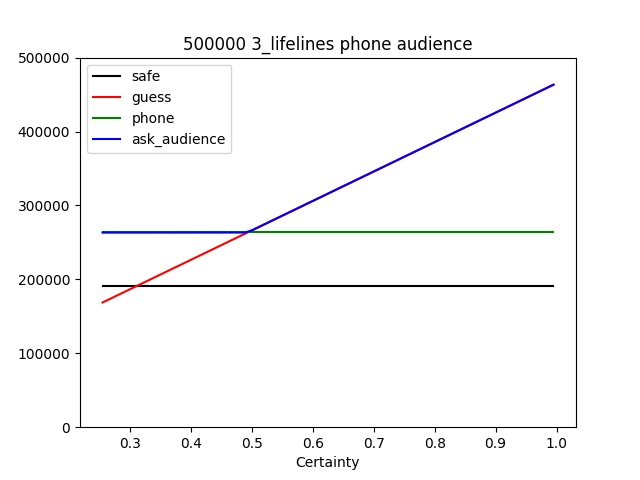 500000 3_lifelines phone audience
500000
400000
300000
200000
100000
0
safe
guess
phone
ask_audience
0.3 0.4 0.5 0.6 0.7 0.8 0.9 1.0
Certainty